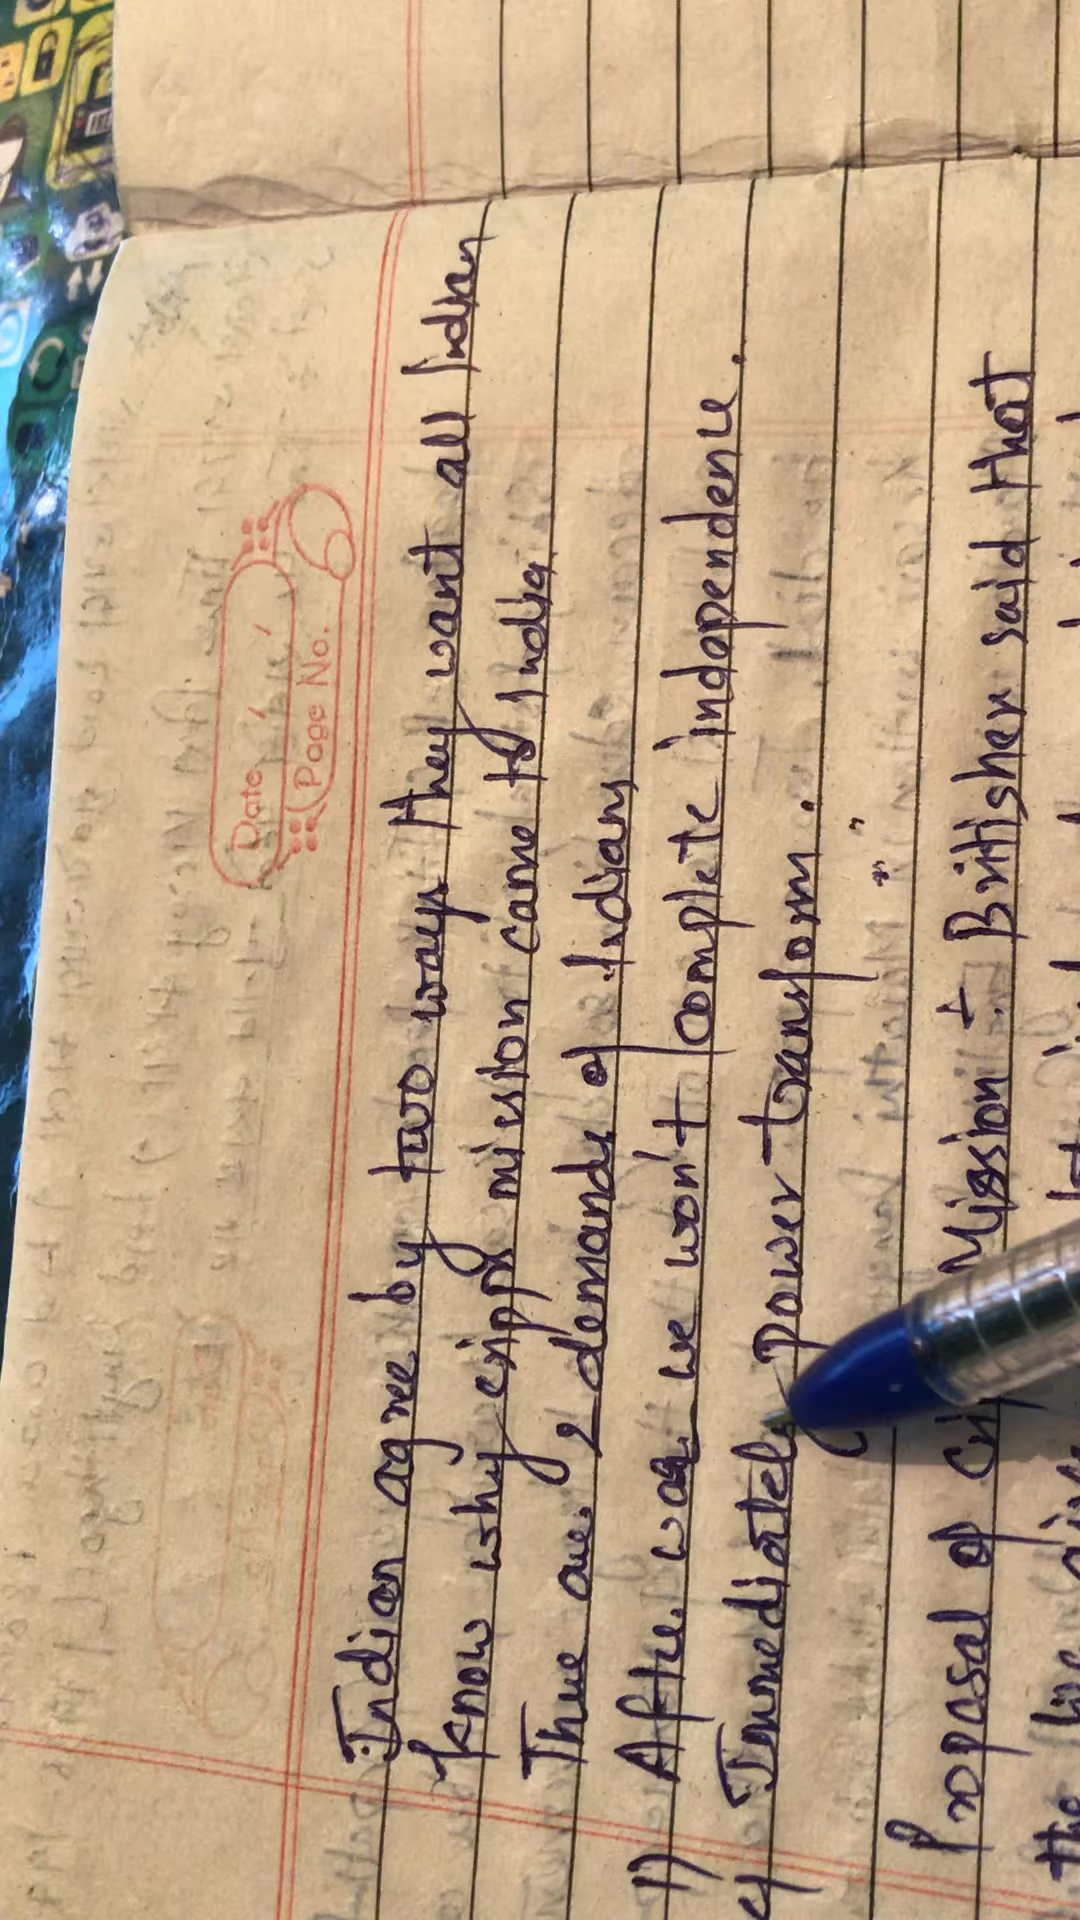 Date
Page No.
Indian agree by two ways they want all Indian
know why cripps mission came to India
There are 2 demands of Indians
1) After war we won't complete independence.
2) Immediately power transform.
" "
Proposal of Mission ÷ Britisher said that
the